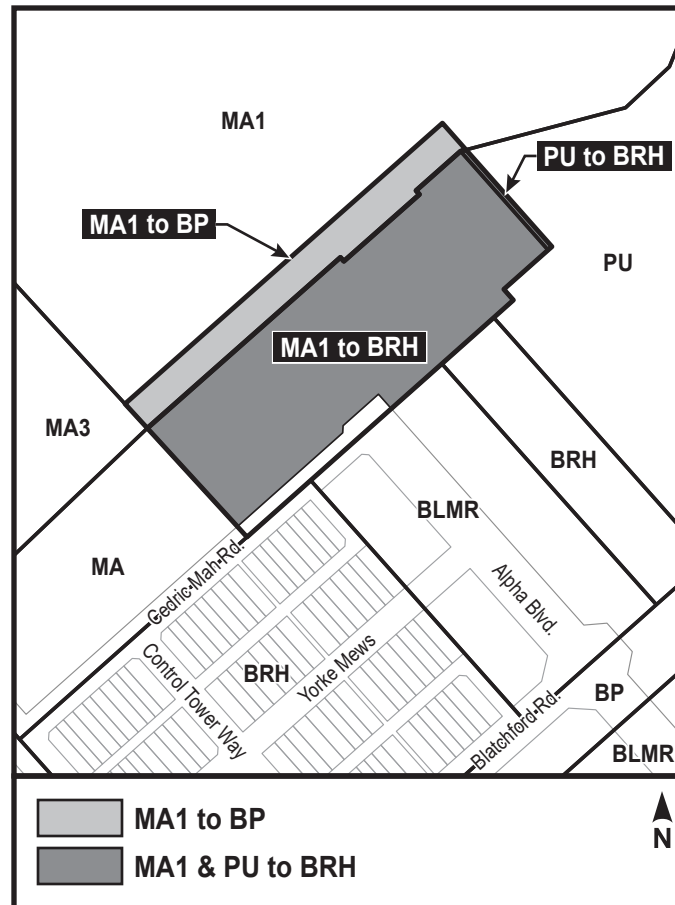 MA1
PU to BRH
MA1 to BP
PU
MA1 to BRH
MA3
BRH
BLMR
MA
Cedric-Mah-Rd.
Alpha Blvd.
BRH
Yorke Mews
Control Tower Way
BP
Blatchford-Rd.
BLMR
MA1 to BP
N
MA1 & PU to BRH